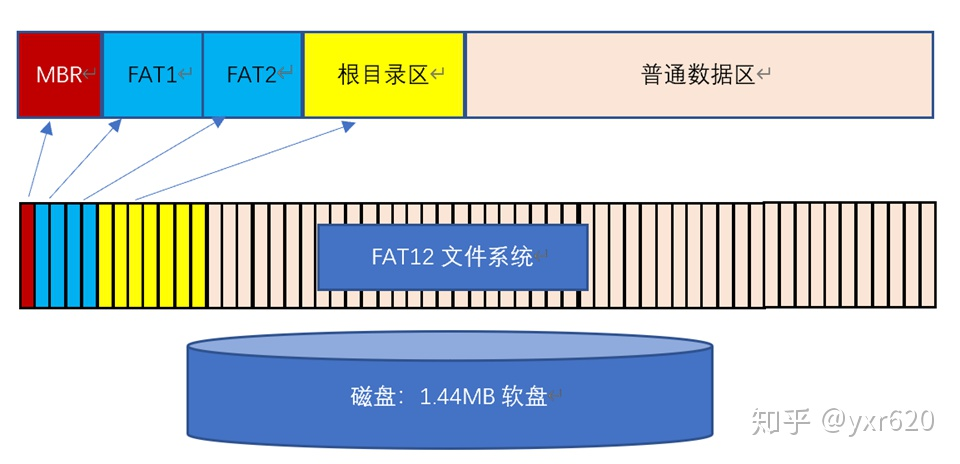 MBR↵
FAT1↵
FAT2↵
根目录区↵
普通数据区↵
FAT12 文件系统↵
磁盘：1.44MB 软盘↵
知乎 @yxr620